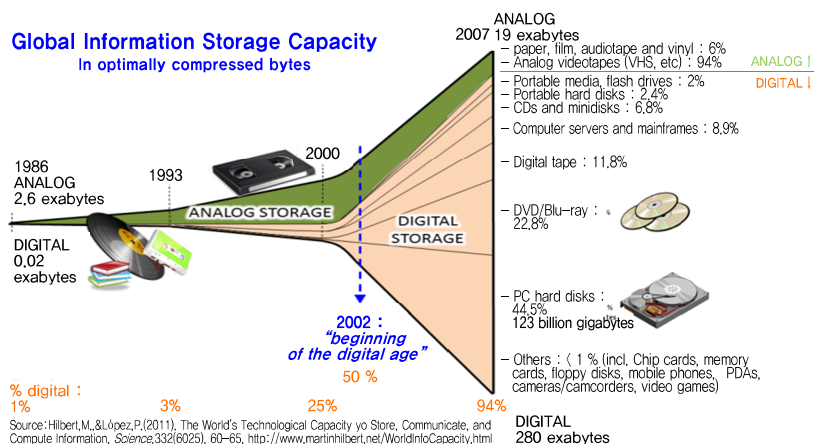 Global Information Storage Capacity
In optimally compressed bytes
ANALOG
2007 19 exabytes
paper, film, audiotape and vinyl : 6%
Analog videotapes (VHS, etc) : 94%
ANALOG ↑
DIGITAL ↓
Portable media, flash drives : 2%
Portable hard disks : 2.4%
CDs and minidisks : 6.8%
Computer servers and mainframes : 8.9%
Digital tape : 11.8%
DVD/Blu-ray :
22.8%
%
PC hard disks :
44.5%
123 billion gigabytes
%
Others : < 1 % (incl. Chip cards, memory
cards, floppy disks, mobile phones, PDAs,
cameras/camcorders, video games)
DIGITAL
280 exabytes
1986
ANALOG
2.6 exabytes
DIGITAL
0.02
exabytes
1993
2000
ANALOG STORAGE
DIGITAL
STORAGE
2002 :
"beginning
of the digital age"
50 %
% digital :
1%
3%
25%
94%
Source:Hilbert,M.,&López,P.(2011), The World's Technological Capacity yo Store, Communicate, and
Compute Information, Science,332(6025), 60-65, http://www.martinhilbert.net/WorldInfoCapacity.html